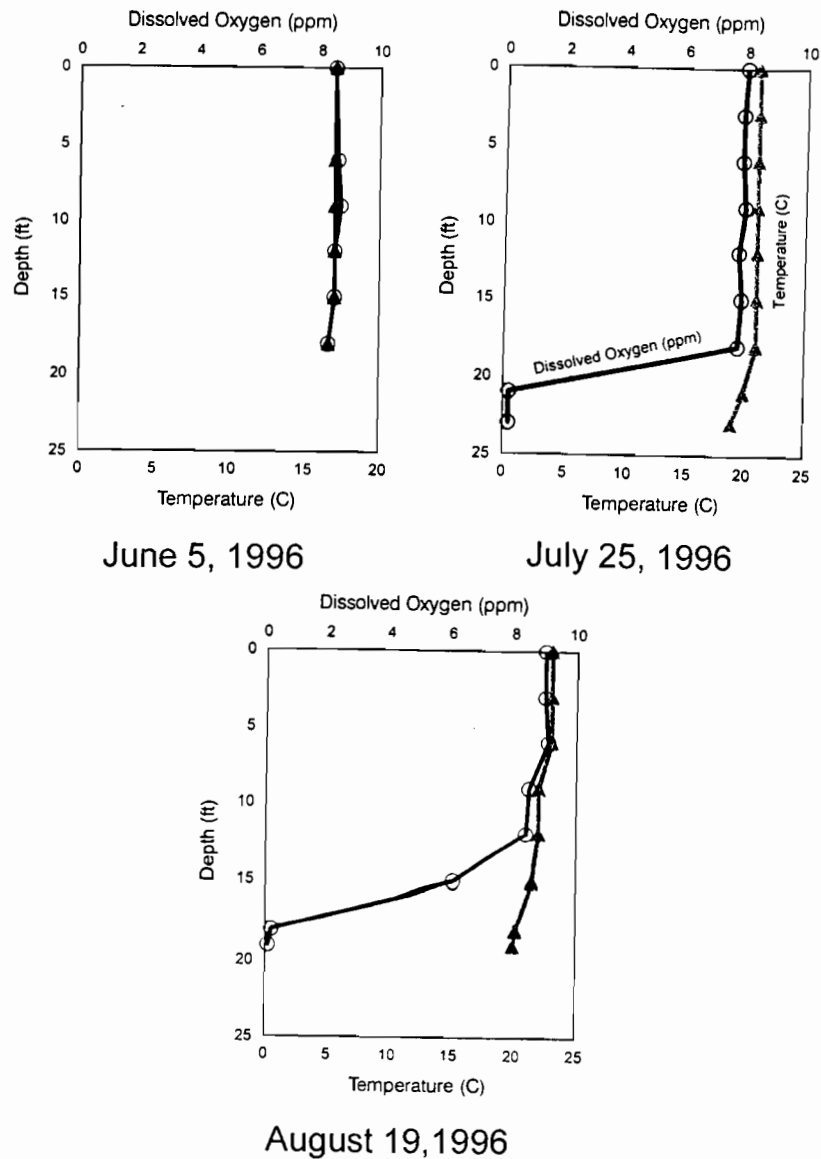 Dissolved Oxygen (ppm)
0 2 4 6 8 10
0
5
10
15
20
25
Depth (ft)
0 5 10 15 20
Temperature (C)
June 5, 1996
Dissolved Oxygen (ppm)
0 2 4 6 8 10
0
5
10
15
20
25
Depth (ft)
Temperature (C)
Dissolved Oxygen (ppm)
0 5 10 15 20 25
Temperature (C)
July 25, 1996
Dissolved Oxygen (ppm)
0 2 4 6 8 10
0
5
10
15
20
25
Depth (ft)
0 5 10 15 20 25
Temperature (C)
August 19,1996